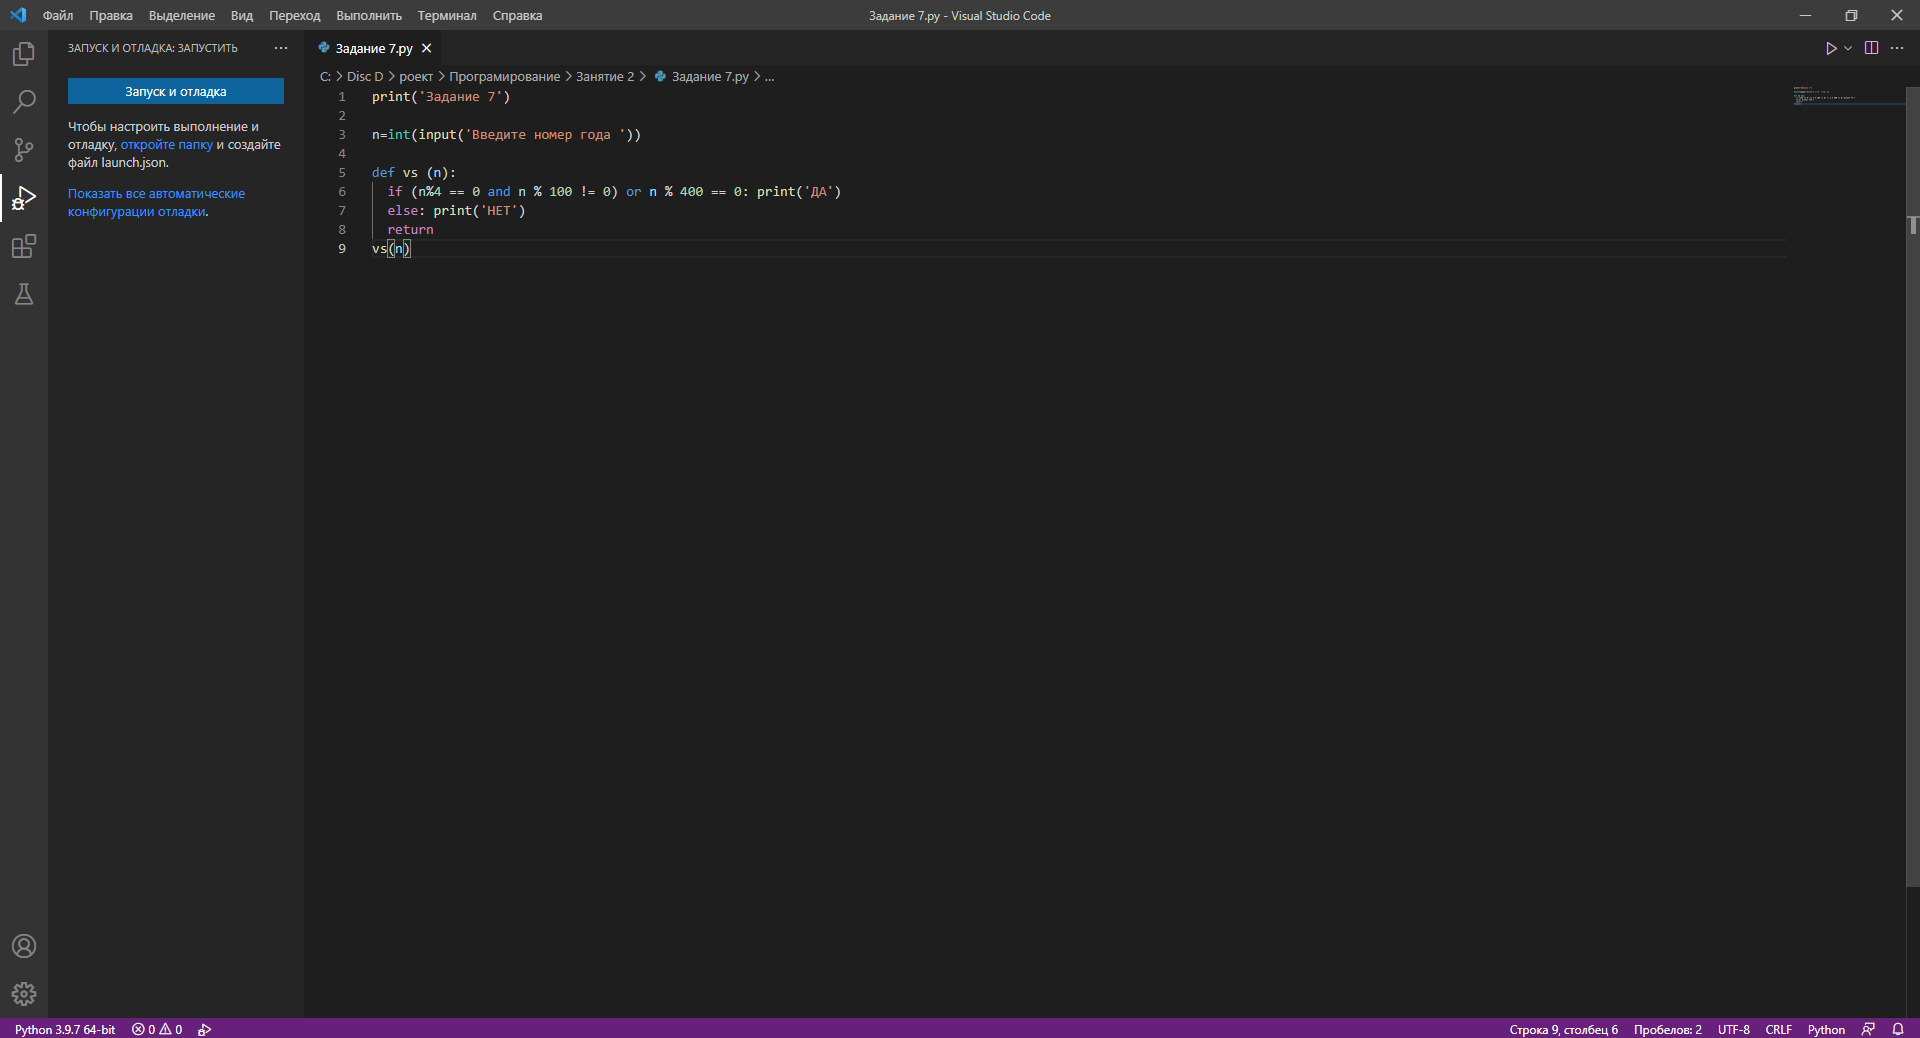 Файл Правка Выделение Вид Переход Выполнить Терминал Справка
Задание 7.py - Visual Studio Code
ЗАПУСК И ОТЛАДКА: ЗАПУСТИТЬ ...
Запуск и отладка
Чтобы настроить выполнение и
отладку, откройте папку и создайте
файл launch.json.
Показать все автоматические
конфигурации отладки.
Задание 7.py
C: > Disc D > роект > Програмирование > Занятие 2 > Задание 7.py > ...
1 print('Задание 7')
2
3 n=int(input('Введите номер года '))
4
5 def vs (n):
6   if (n%4 == 0 and n % 100 != 0) or n % 400 == 0: print('ДА')
7   else: print('НЕТ')
8   return
9 vs(n)
Python 3.9.7 64-bit 0 0
Строка 9, столбец 6 Пробелов: 2 UTF-8 CRLF Python